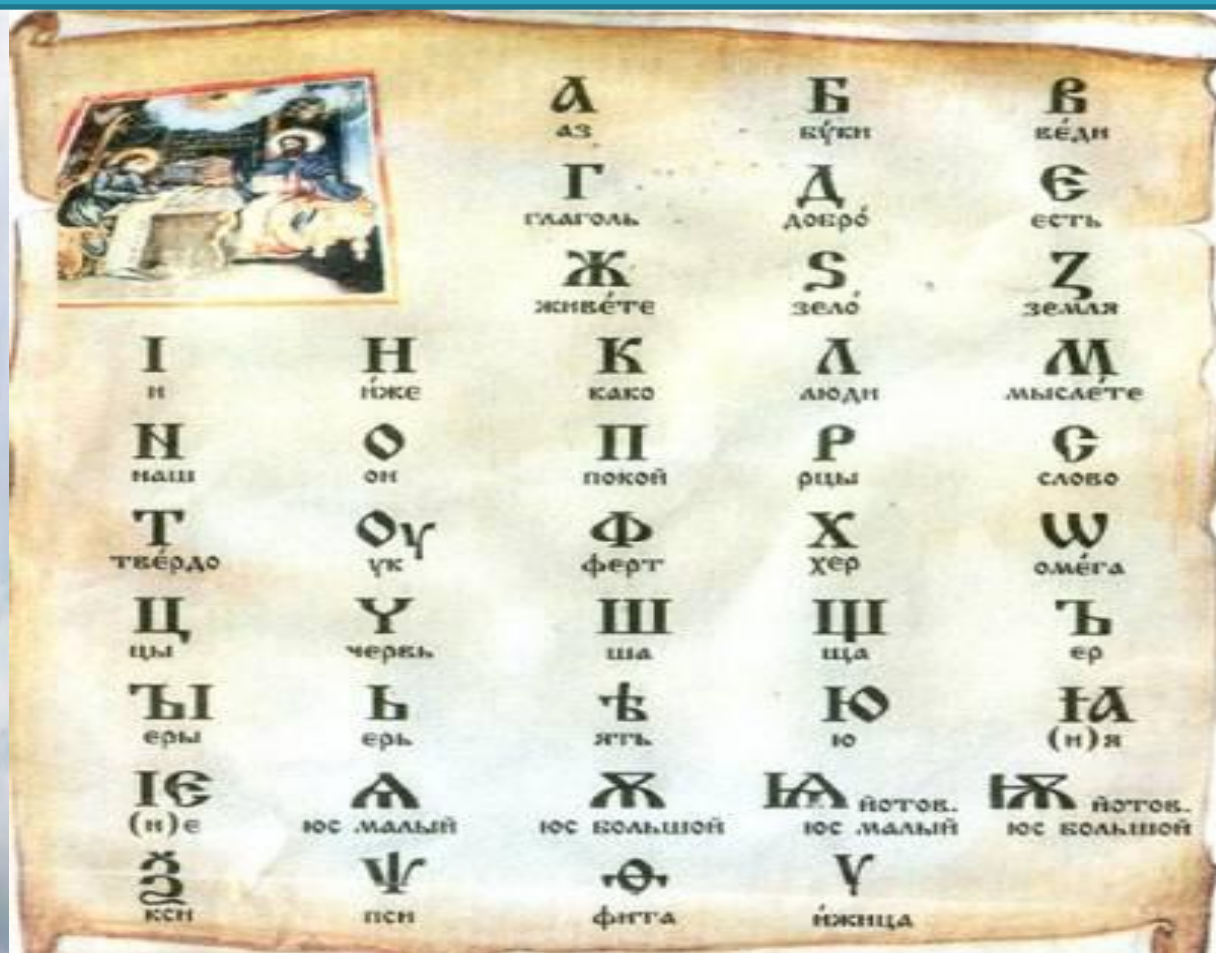 А Б В
аз бу́ки ве́ди
Г Д Є
глаголь добро́ есть
Ж Ѕ З
живе́те зело́ земля
І Н К Л М
и и́же како люди мысле́те
N О П Р С
наш он покой рцы слово
Т Оу Ф Х Ѡ
тве́рдо ук ферт хер оме́га
Ц Ч Ш Щ Ъ
цы червь ша ща ер
ЪІ Ь Ѣ Ю Ꙗ
еры ерь ять ю (и)я
Ѥ Ѧ Ѫ Ѩ йотов. Ѭ йотов.
(и)е юс малый юс большой юс малый юс большой
Ѯ Ѱ Ѳ Ѵ
кси пси фита и́жица